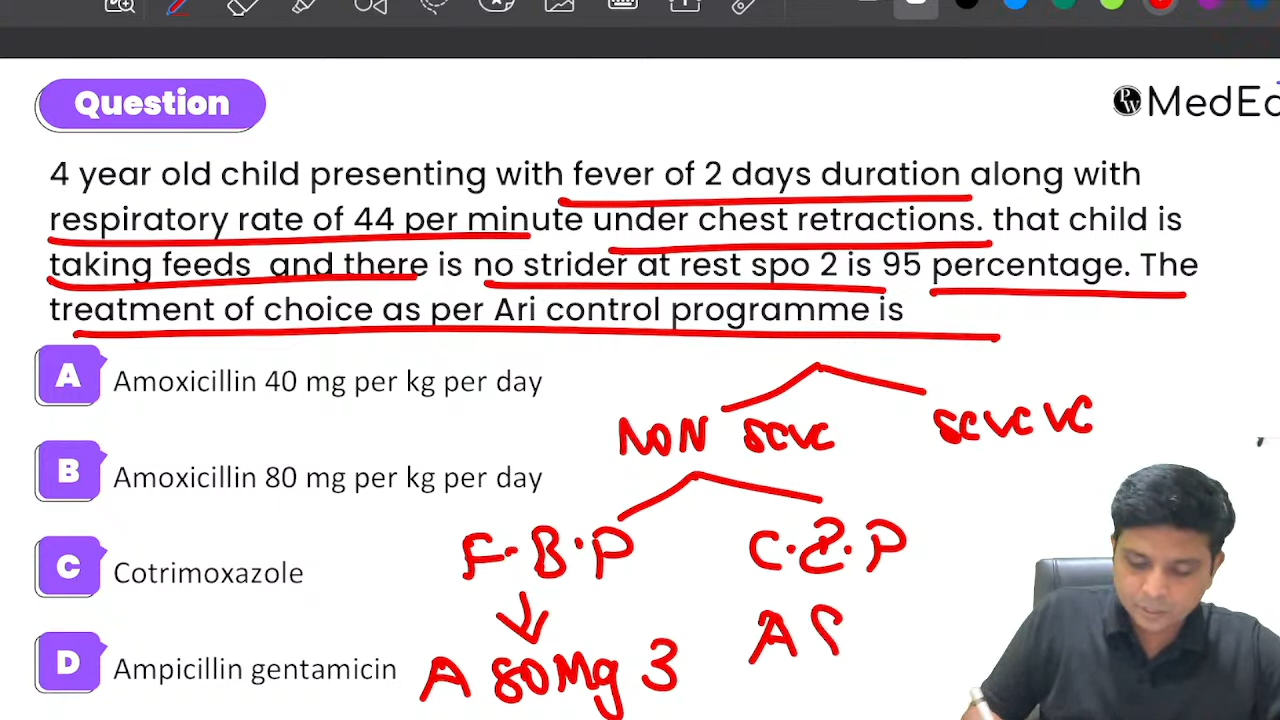 Question
PW MedEd
4 year old child presenting with fever of 2 days duration along with
respiratory rate of 44 per minute under chest retractions. that child is
taking feeds and there is no strider at rest spo 2 is 95 percentage. The
treatment of choice as per Ari control programme is
A Amoxicillin 40 mg per kg per day
B Amoxicillin 80 mg per kg per day
C Cotrimoxazole
D Ampicillin gentamicin
NON
F.B.P
A 80Mg 3
A